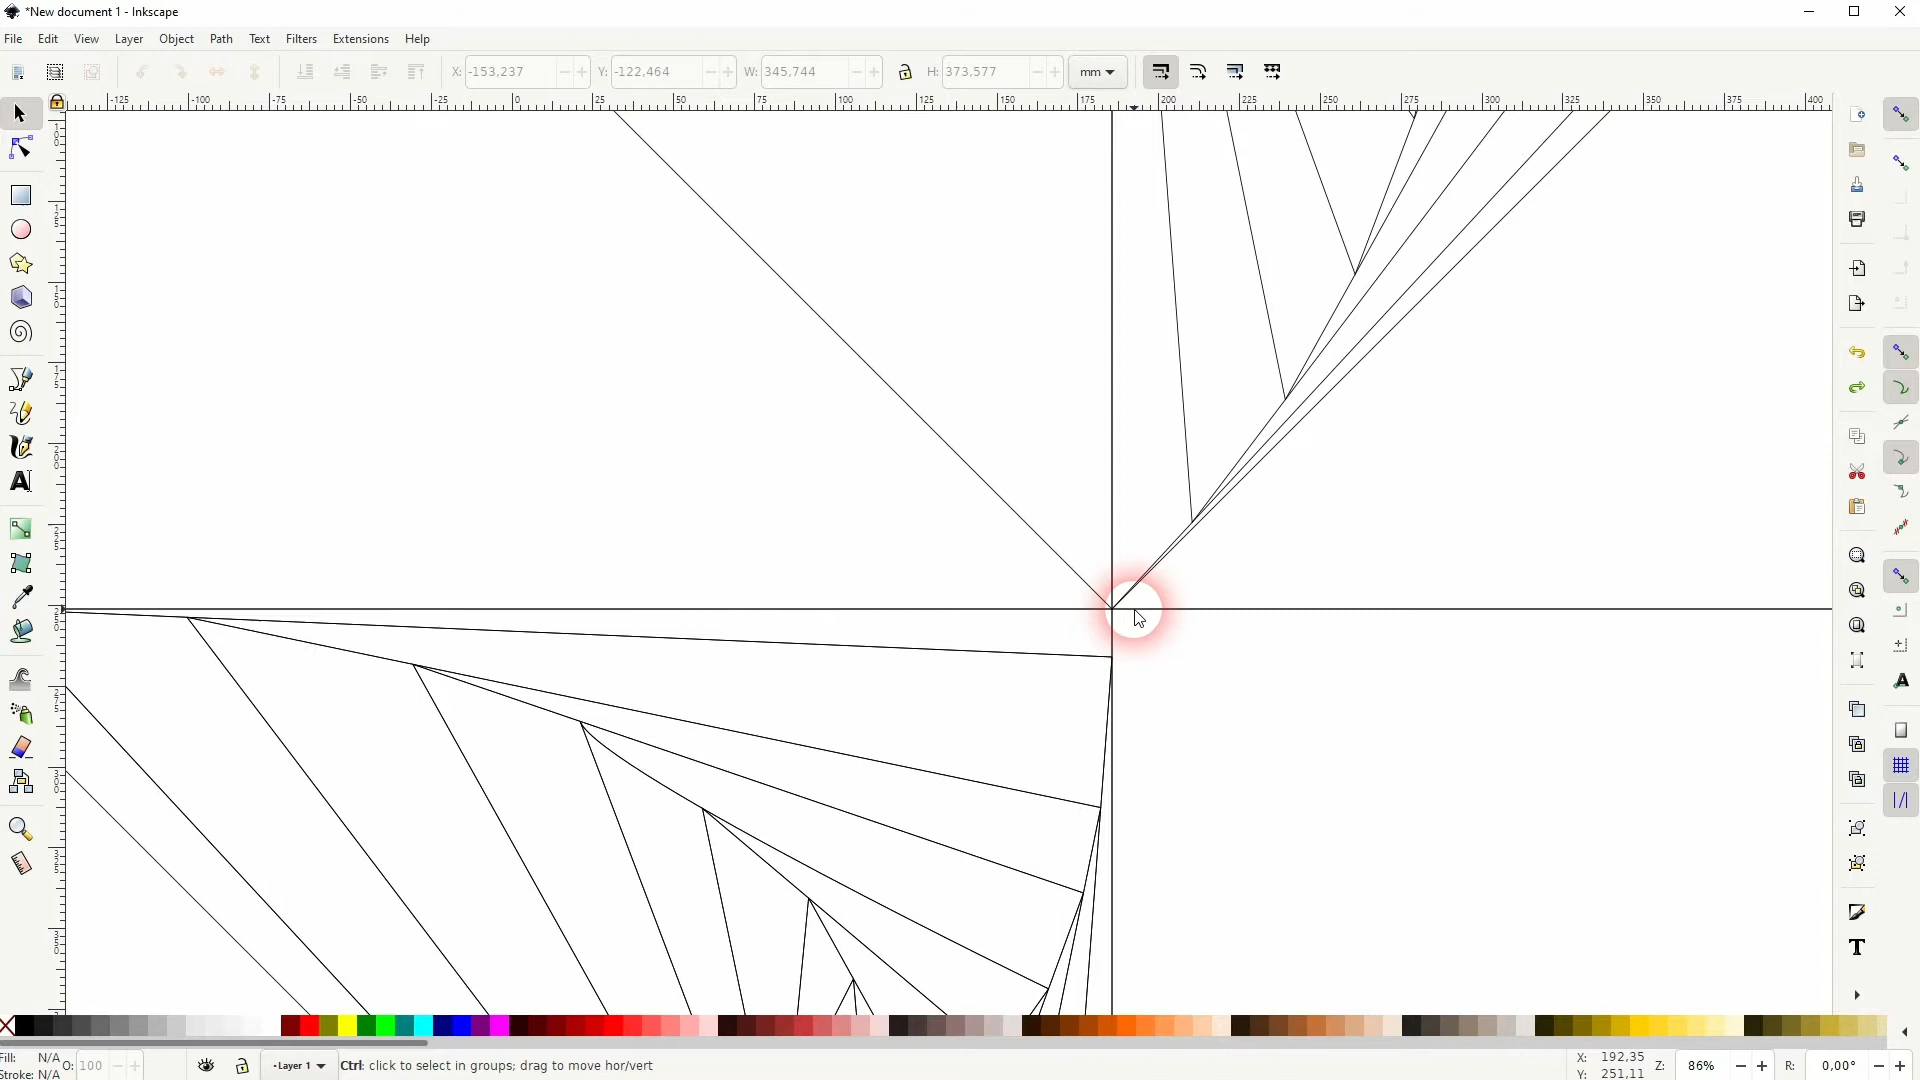 *New document 1 - Inkscape
File Edit View Layer Object Path Text Filters Extensions Help
X: -153,237 Y: -122,464 W: 345,744 H: 373,577 mm
-125 -100 -75 -50 -25 0 25 50 75 100 125 150 175 200 225 250 275 300 325 350 375 400
Fill: N/A O: 100 -Layer 1 Ctrl: click to select in groups; drag to move hor/vert X: 192,35 Z: 86% R: 0,00°
Stroke: N/A Y: 251,11